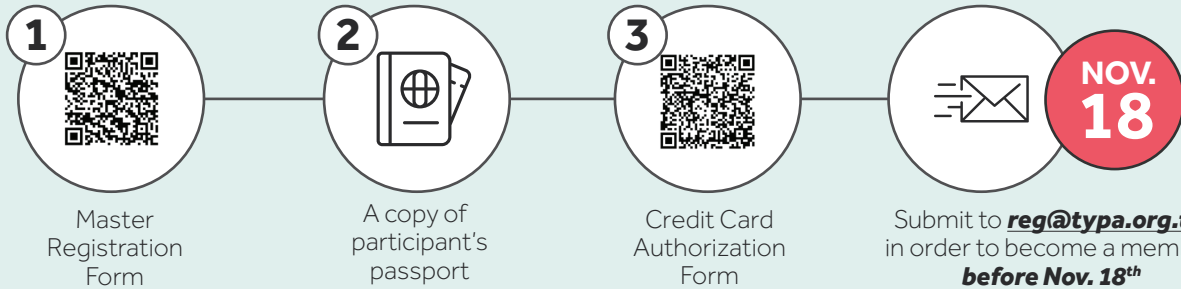 1
Master
Registration
Form
2
A copy of
participant's
passport
3
Credit Card
Authorization
Form
NOV.
18
Submit to
in order to become a
before Nov. 18th